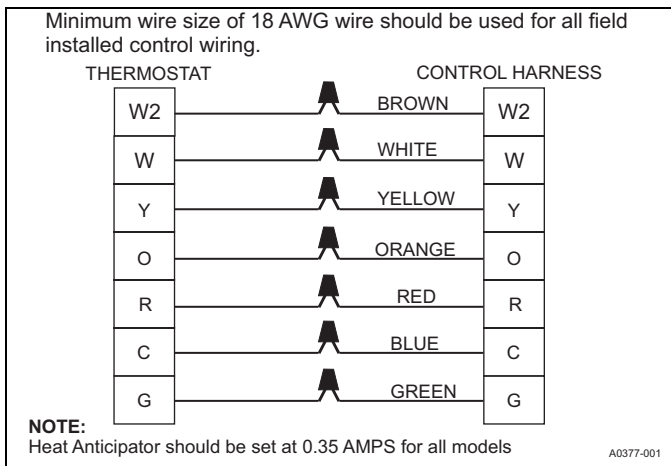 Minimum wire size of 18 AWG wire should be used for all field
installed control wiring.
THERMOSTAT CONTROL HARNESS
W2 BROWN W2
W WHITE W
Y YELLOW Y
O ORANGE O
R RED R
C BLUE C
G GREEN G
NOTE:
Heat Anticipator should be set at 0.35 AMPS for all models
A0377-001